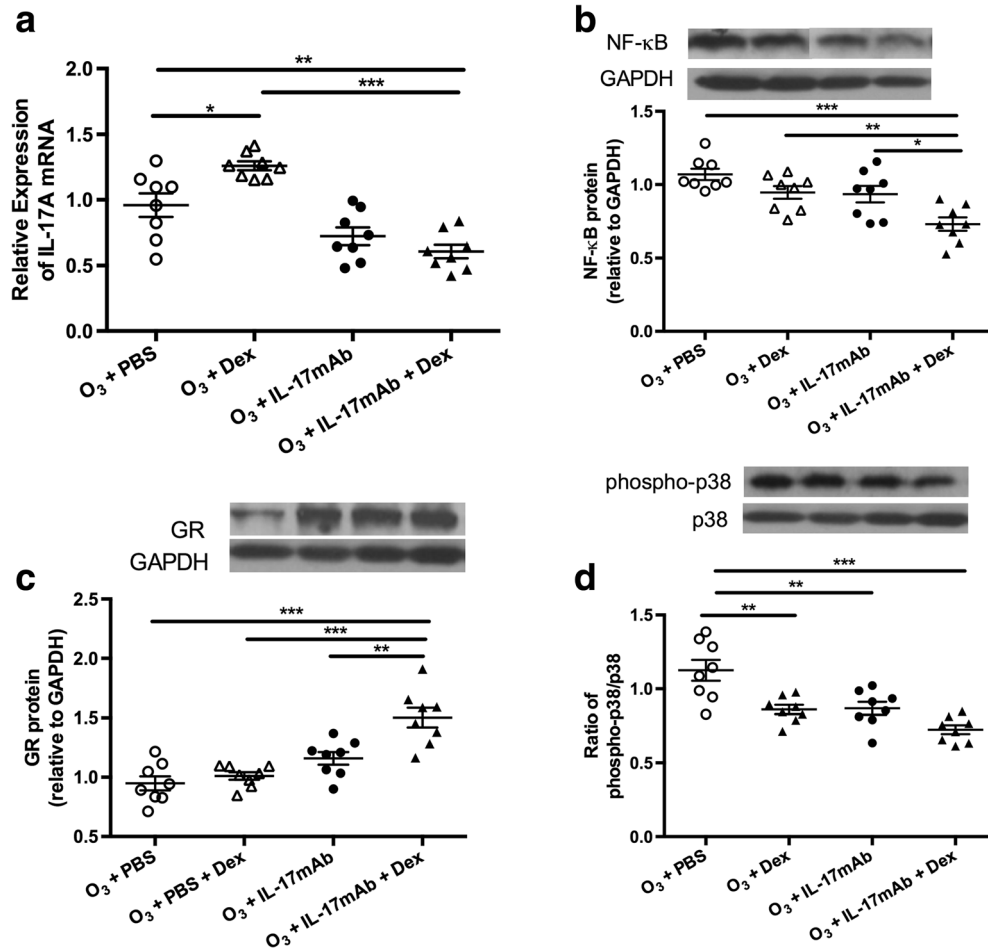 a
**
***
*
2.0
1.5
1.0
0.5
0.0
Relative Expression
of IL-17A mRNA
O3 + PBS
O3 + Dex
O3 + IL-17mAb
O3 + IL-17mAb + Dex
b
NF-κB
GAPDH
***
**
*
1.5
1.0
0.5
0.0
NF-κB protein
(relative to GAPDH)
O3 + PBS
O3 + Dex
O3 + IL-17mAb
O3 + IL-17mAb + Dex
GR
GAPDH
c
***
***
**
2.5
2.0
1.5
1.0
0.5
GR protein
(relative to GAPDH)
O3 + PBS
O3 + PBS + Dex
O3 + IL-17mAb
O3 + IL-17mAb + Dex
phospho-p38
p38
d
***
**
**
1.5
1.0
0.5
0.0
Ratio of
phospho-p38/p38
O3 + PBS
O3 + Dex
O3 + IL-17mAb
O3 + IL-17mAb + Dex